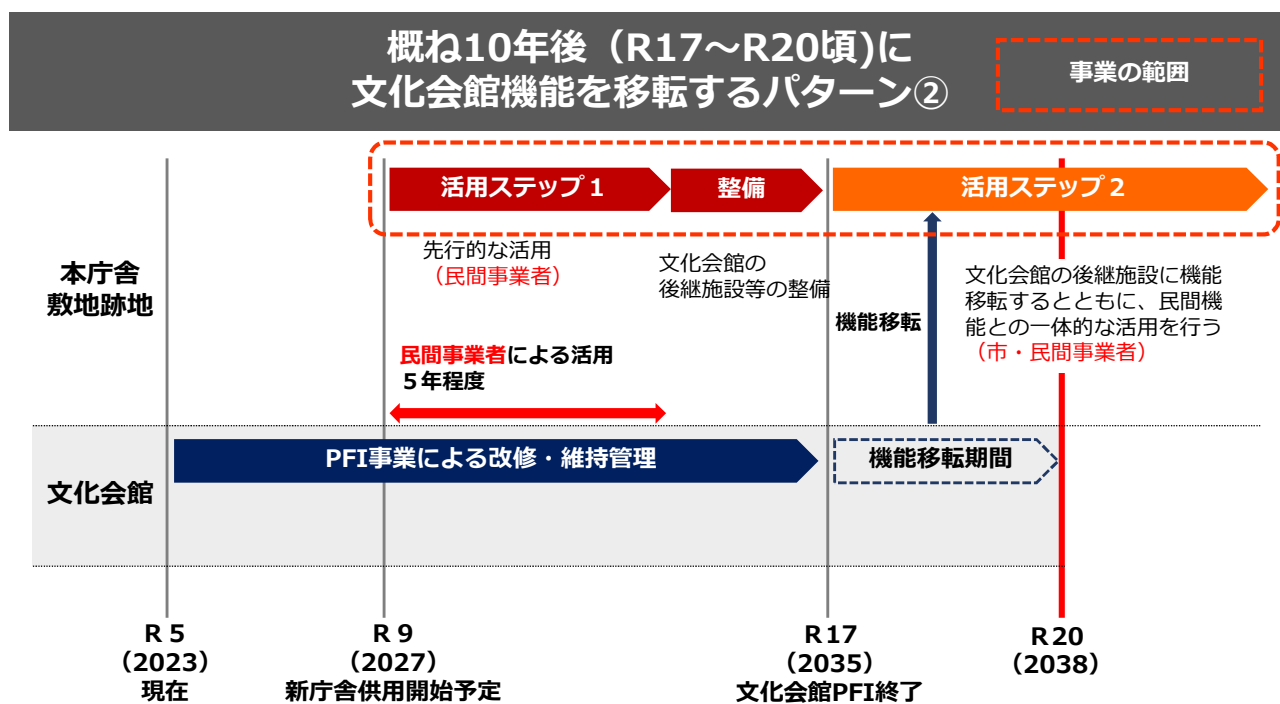 概ね10年後（R17～R20頃)に
文化会館機能を移転するパターン②
事業の範囲
活用ステップ１
整備
活用ステップ２
本庁舎
敷地跡地
先行的な活用
（民間事業者）
文化会館の
後継施設等の整備
機能移転
文化会館の後継施設に機能
移転するとともに、民間機
能との一体的な活用を行う
（市・民間事業者）
民間事業者による活用
５年程度
文化会館
PFI事業による改修・維持管理
機能移転期間
R５
（2023）
現在
R９
（2027）
新庁舎供用開始予定
R17
（2035）
文化会館PFI終了
R20
（2038）